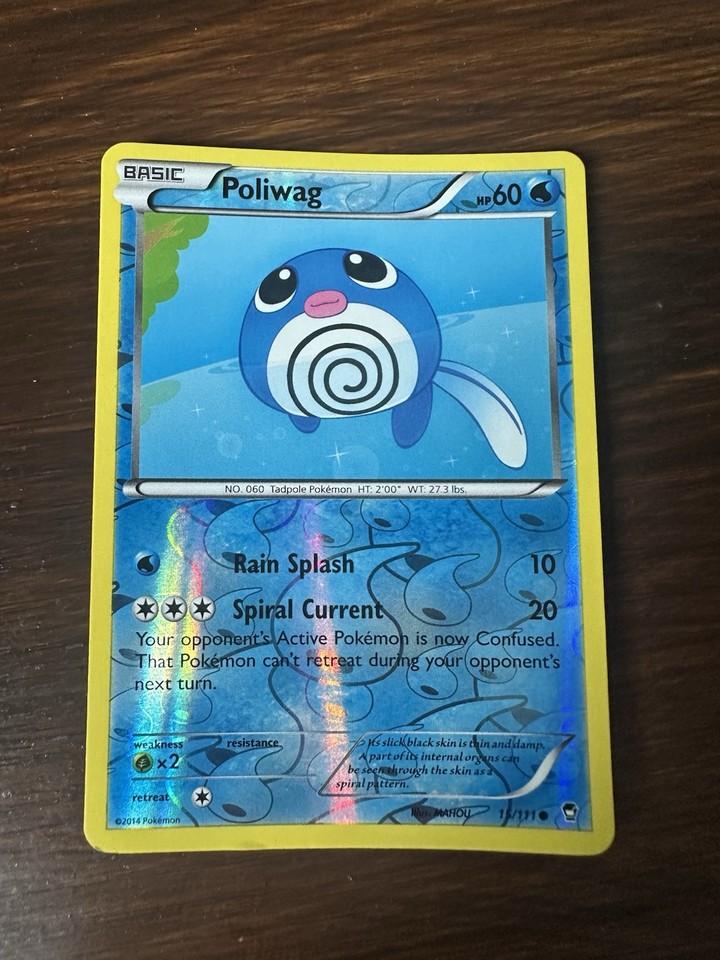 BASIC
Poliwag
HP60
NO. 060 Tadpole Pokémon HT: 2'00" WT: 27.3 lbs.
Rain Splash 10
Spiral Current 20
Your opponent's Active Pokémon is now Confused.
That Pokémon can't retreat during your opponent's
next turn.
weakness resistance
×2
retreat
Its slick black skin is thin and damp.
A part of its internal organs can
be seen through the skin as a
spiral pattern.
©2014 Pokémon
Illus. MAHOU
15/111